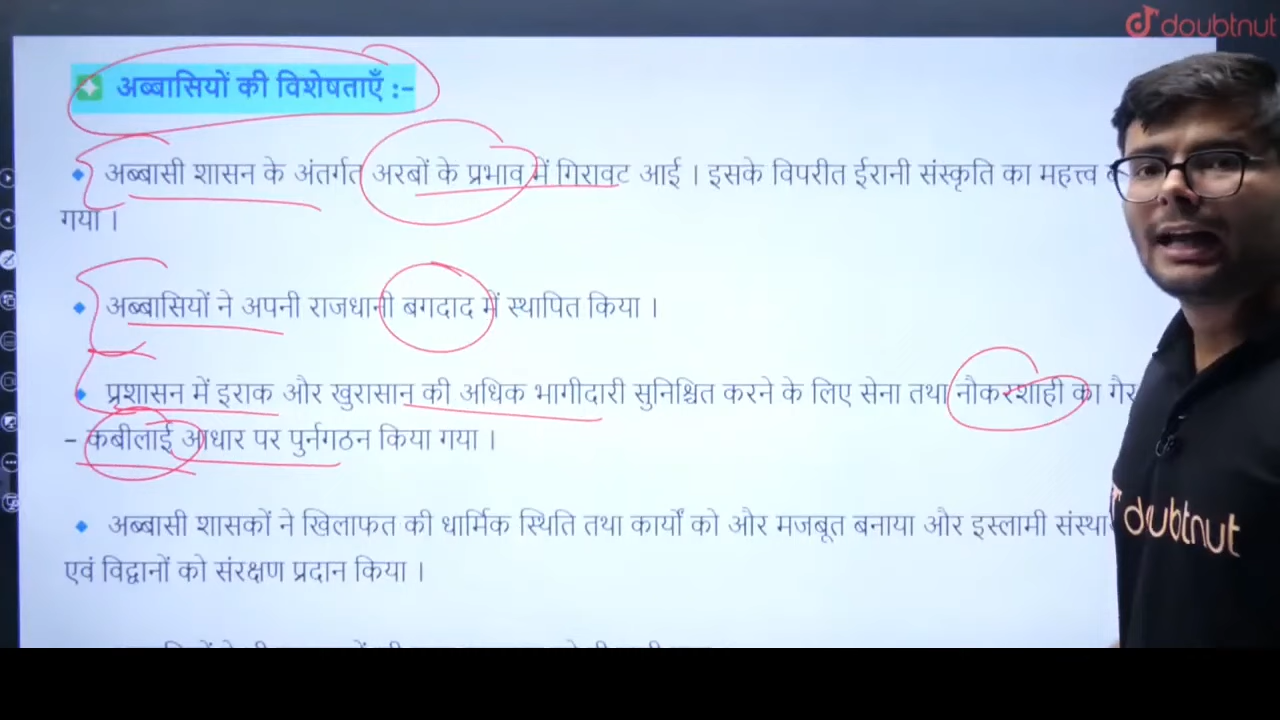 doubtnut
अब्बासियों की विशेषताएँ :-
अब्बासी शासन के अंतर्गत अरबों के प्रभाव में गिरावट आई । इसके विपरीत ईरानी संस्कृति का महत्त्व
गया ।
अब्बासियों ने अपनी राजधानी बगदाद में स्थापित किया ।
प्रशासन में इराक और खुरासान की अधिक भागीदारी सुनिश्चित करने के लिए सेना तथा नौकरशाही का गैर
- कबीलाई आधार पर पुर्नगठन किया गया ।
अब्बासी शासकों ने खिलाफत की धार्मिक स्थिति तथा कार्यों को और मजबूत बनाया और इस्लामी
एवं विद्वानों को संरक्षण प्रदान किया ।
doubtnut